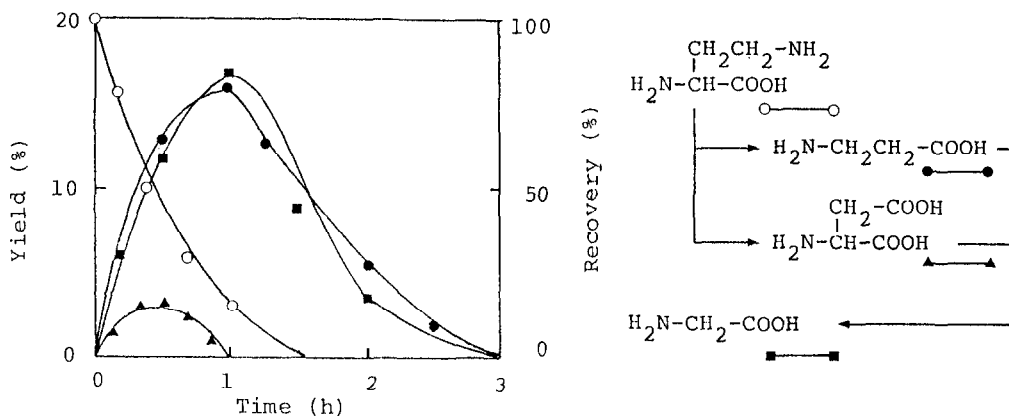 20
10
0
Yield (%)
0
1
2
3
Time (h)
100
50
0
Recovery (%)
CH₂CH₂-NH₂
H₂N-CH-COOH
H₂N-CH₂CH₂-COOH
CH₂-COOH
H₂N-CH-COOH
H₂N-CH₂-COOH